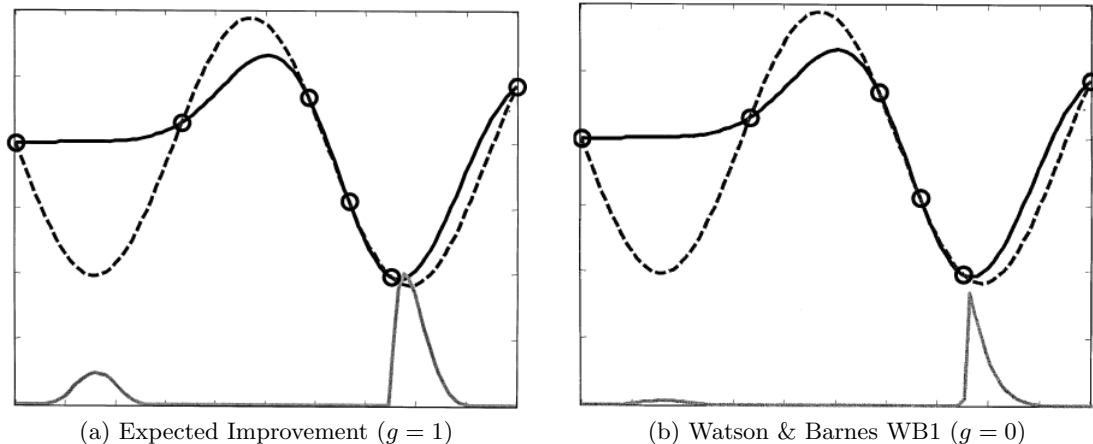 (a) Expected Improvement (g = 1)
(b) Watson & Barnes WB1 (g = 0)